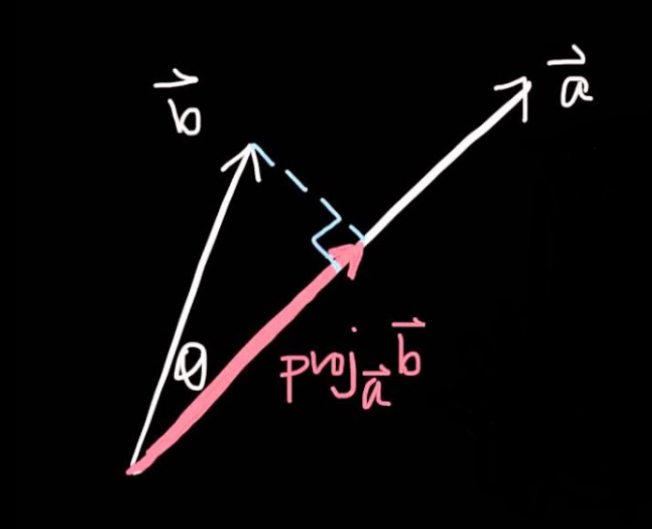 b⃗
a⃗
θ
proj_a⃗ b⃗